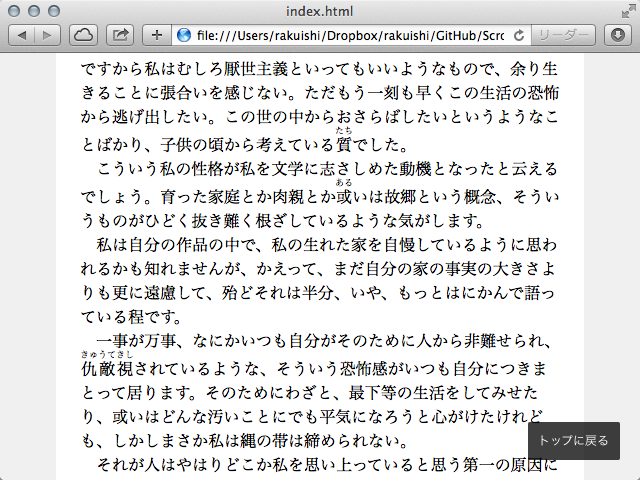 index.html
file:///Users/rakuishi/Dropbox/rakuishi/GitHub/Scro
リーダー
ですから私はむしろ厭世主義といってもいいようなもので、余り生
きることに張合いを感じない。ただもう一刻も早くこの生活の恐怖
から逃げ出したい。この世の中からおさらばしたいというようなこ
たち
とばかり、子供の頃から考えている質でした。
こういう私の性格が私を文学に志さしめた動機となったと云える
ある
でしょう。育った家庭とか肉親とか或いは故郷という概念、そうい
うものがひどく抜き難く根ざしているような気がします。
私は自分の作品の中で、私の生れた家を自慢しているように思わ
れるかも知れませんが、かえって、まだ自分の家の事実の大きさよ
りも更に遠慮して、殆どそれは半分、いや、もっとはにかんで語っ
ている程です。
一事が万事、なにかいつも自分がそのために人から非難せられ、
きゅうてきし
仇敵視されているような、そういう恐怖感がいつも自分につきま
とって居ります。そのためにわざと、最下等の生活をしてみせた
り、或いはどんな汚いことにでも平気になろうと心がけたけれど
も、しかしまさか私は縄の帯は締められない。
トップに戻る
それが人はやはりどこか私を思い上っていると思う第一の原因に